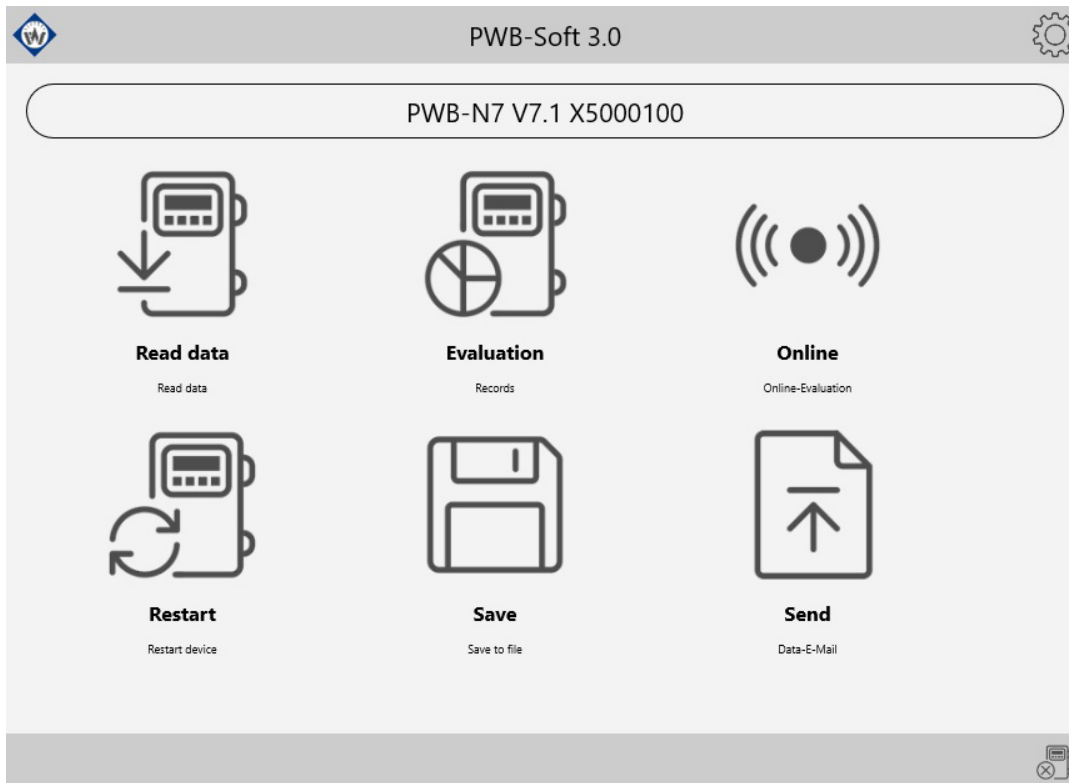 PWB-Soft 3.0
PWB-N7 V7.1 X5000100
Read data
Read data
Evaluation
Records
Online
Online-Evaluation
Restart
Restart device
Save
Save to file
Send
Data-E-Mail